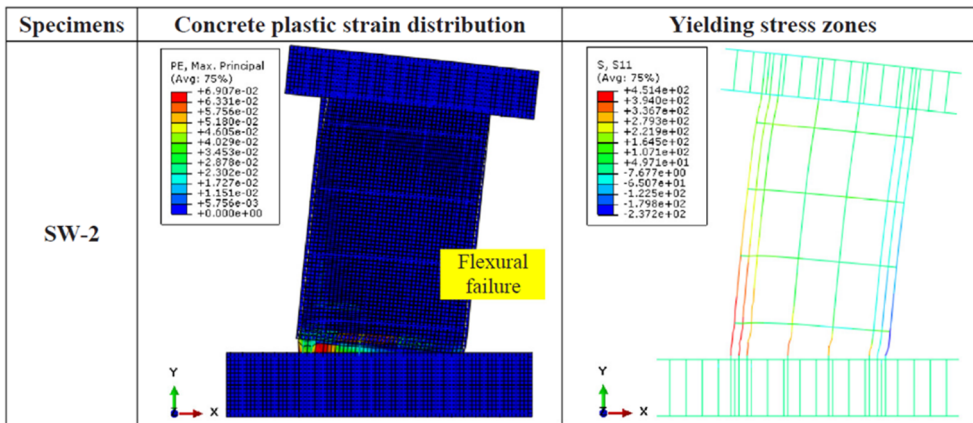 Specimens
Concrete plastic strain distribution
Yielding stress zones
SW-2
PE, Max. Principal
(Avg: 75%)
+6.907e-02
+6.331e-02
+5.756e-02
+5.180e-02
+4.605e-02
+4.029e-02
+3.453e-02
+2.878e-02
+2.302e-02
+1.727e-02
+1.151e-02
+5.756e-03
+0.000e+00
Flexural
failure
Y
X
S, S11
(Avg: 75%)
+4.514e+02
+3.940e+02
+3.367e+02
+2.793e+02
+2.219e+02
+1.645e+02
+1.071e+02
+4.971e+01
-7.677e+00
-6.507e+01
-1.225e+02
-1.798e+02
-2.372e+02
Y
X